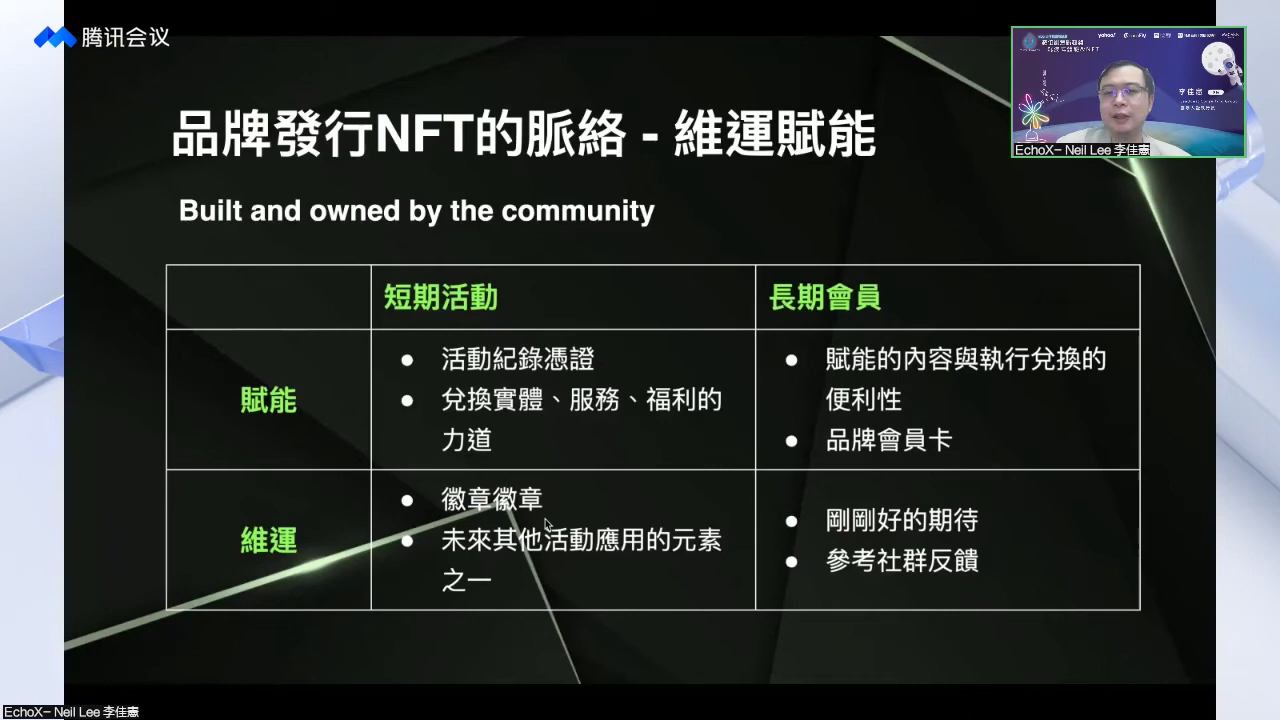 腾讯会议
品牌發行NFT的脈絡 - 維運賦能
Built and owned by the community
短期活動
長期會員
賦能
● 活動紀錄憑證
● 兌換實體、服務、福利的
力道
● 賦能的內容與執行兌換的
便利性
● 品牌會員卡
維運
● 徽章徽章
● 未來其他活動應用的元素
之一
● 剛剛好的期待
● 參考社群反饋
yahoo!
李佳憲
EchoX- Neil Lee 李佳憲
EchoX- Neil Lee 李佳憲